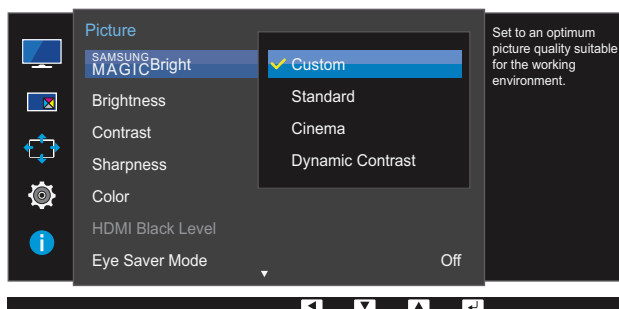 Picture
SAMSUNG
MAGICBright
Custom
Brightness
Standard
Contrast
Cinema
Sharpness
Dynamic Contrast
Color
HDMI Black Level
Eye Saver Mode Off
Set to an optimum
picture quality suitable
for the working
environment.